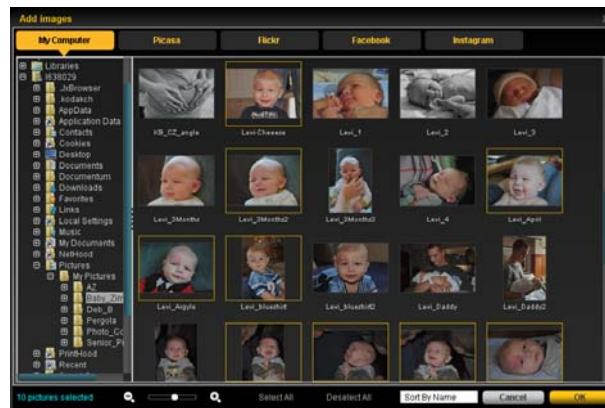 Add images
My Computer Picasa Flickr Facebook Instagram
Libraries
I638029
.JxBrowser
.kodakch
AppData
Application Data
Contacts
Cookies
Desktop
Documents
Documentum
Downloads
Favorites
Links
Local Settings
Music
My Documents
NetHood
Pictures
My Pictures
AZ
Baby_Zim
Deb_B
Pergola
Photo_Co
Senior_Pi
PrintHood
Recent
KB_CZ_angle Levi-Cheeeze Levi_1 Levi_2 Levi_3
Levi_3Months Levi_3Months2 Levi_3Months3 Levi_4 Levi_April
Levi_Argyle Levi_blueshirt Levi_blueshirt2 Levi_Daddy Levi_Daddy2
10 pictures selected Select All Deselect All Sort By Name Cancel OK